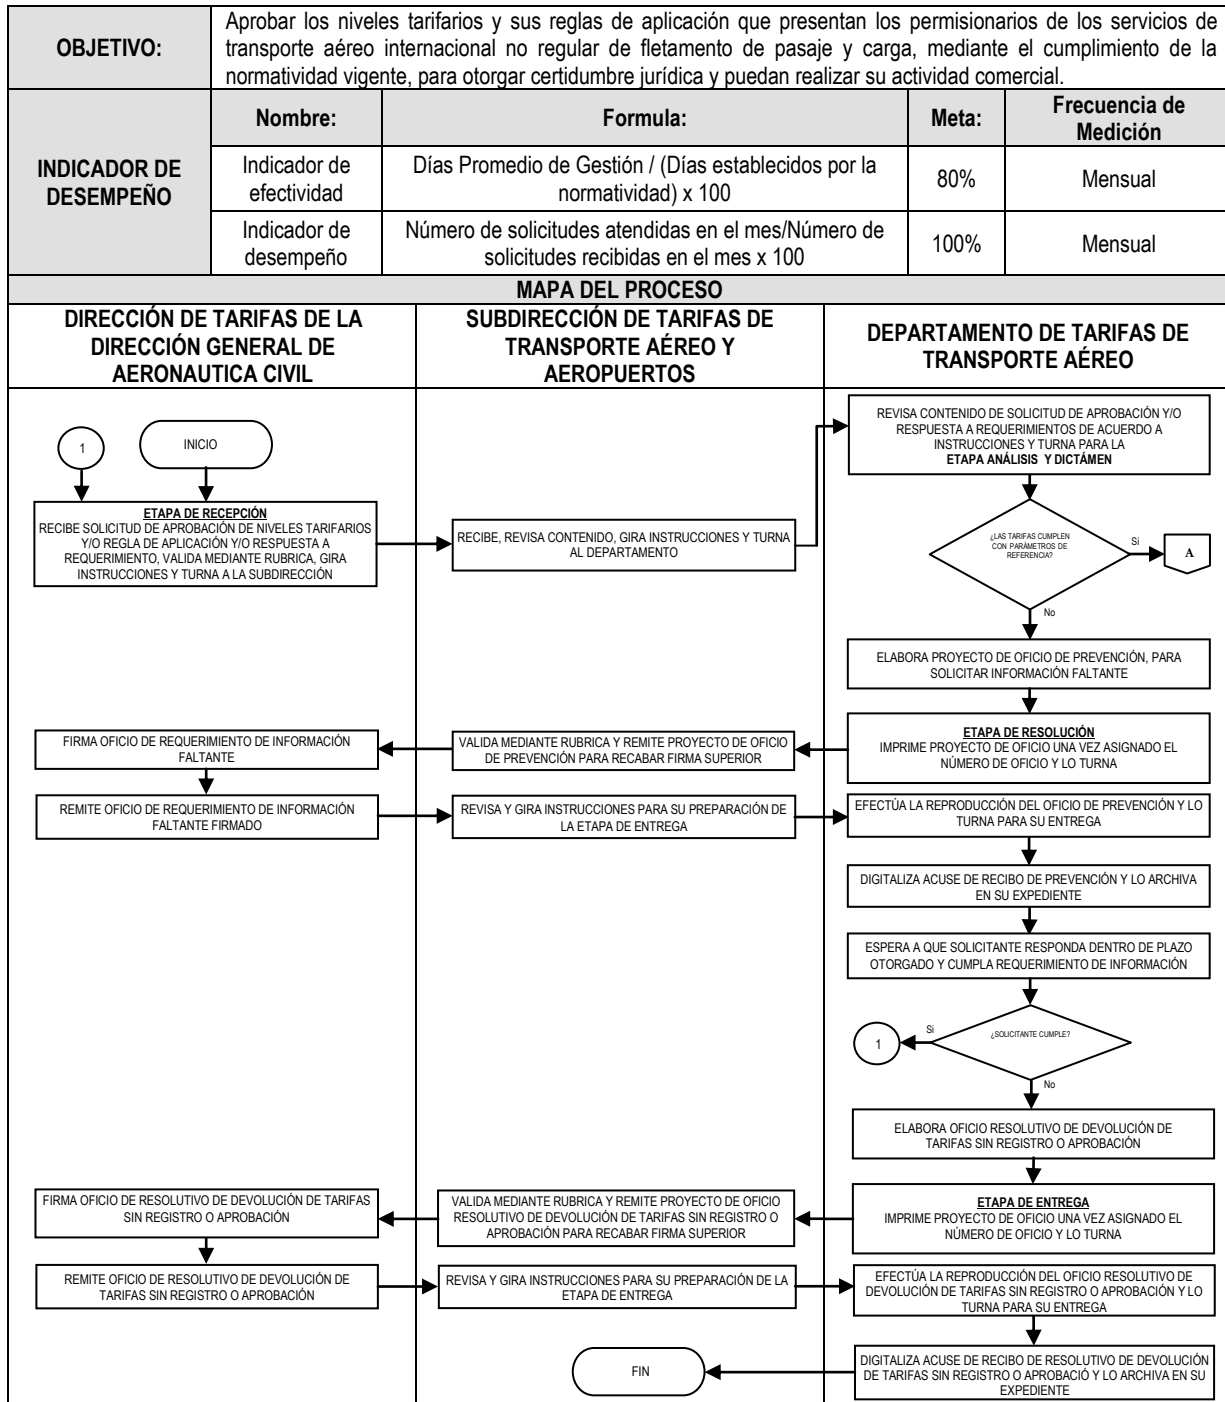 OBJETIVO:
Aprobar los niveles tarifarios y sus reglas de aplicación que presentan los permisionarios de los servicios de
transporte aéreo internacional no regular de fletamento de pasaje y carga, mediante el cumplimiento de la
normatividad vigente, para otorgar certidumbre jurídica y puedan realizar su actividad comercial.
INDICADOR DE
DESEMPEÑO
Nombre:
Formula:
Meta:
Frecuencia de
Medición
Indicador de
efectividad
Días Promedio de Gestión / (Días establecidos por la
normatividad) x 100
80%
Mensual
Indicador de
desempeño
Número de solicitudes atendidas en el mes/Número de
solicitudes recibidas en el mes x 100
100%
Mensual
MAPA DEL PROCESO
DIRECCIÓN DE TARIFAS DE LA
DIRECCIÓN GENERAL DE
AERONAUTICA CIVIL
SUBDIRECCIÓN DE TARIFAS DE
TRANSPORTE AÉREO Y
AEROPUERTOS
DEPARTAMENTO DE TARIFAS DE
TRANSPORTE AÉREO
1
INICIO
ETAPA DE RECEPCIÓN
RECIBE SOLICITUD DE APROBACIÓN DE NIVELES TARIFARIOS
Y/O REGLA DE APLICACIÓN Y/O RESPUESTA A
REQUERIMIENTO, VALIDA MEDIANTE RUBRICA, GIRA
INSTRUCCIONES Y TURNA A LA SUBDIRECCIÓN
RECIBE, REVISA CONTENIDO, GIRA INSTRUCCIONES Y TURNA
AL DEPARTAMENTO
REVISA CONTENIDO DE SOLICITUD DE APROBACIÓN Y/O
RESPUESTA A REQUERIMIENTOS DE ACUERDO A
INSTRUCCIONES Y TURNA PARA LA
ETAPA ANÁLISIS Y DICTÁMEN
¿LAS TARIFAS CUMPLEN
CON PARÁMETROS DE
REFERENCIA?
Si
A
No
ELABORA PROYECTO DE OFICIO DE PREVENCIÓN, PARA
SOLICITAR INFORMACIÓN FALTANTE
ETAPA DE RESOLUCIÓN
IMPRIME PROYECTO DE OFICIO UNA VEZ ASIGNADO EL
NÚMERO DE OFICIO Y LO TURNA
VALIDA MEDIANTE RUBRICA Y REMITE PROYECTO DE OFICIO
DE PREVENCIÓN PARA RECABAR FIRMA SUPERIOR
FIRMA OFICIO DE REQUERIMIENTO DE INFORMACIÓN
FALTANTE
REMITE OFICIO DE REQUERIMIENTO DE INFORMACIÓN
FALTANTE FIRMADO
REVISA Y GIRA INSTRUCCIONES PARA SU PREPARACIÓN DE
LA ETAPA DE ENTREGA
EFECTÚA LA REPRODUCCIÓN DEL OFICIO DE PREVENCIÓN Y LO
TURNA PARA SU ENTREGA
DIGITALIZA ACUSE DE RECIBO DE PREVENCIÓN Y LO ARCHIVA
EN SU EXPEDIENTE
ESPERA A QUE SOLICITANTE RESPONDA DENTRO DE PLAZO
OTORGADO Y CUMPLA REQUERIMIENTO DE INFORMACIÓN
¿SOLICITANTE CUMPLE?
Si
1
No
ELABORA OFICIO RESOLUTIVO DE DEVOLUCIÓN DE
TARIFAS SIN REGISTRO O APROBACIÓN
ETAPA DE ENTREGA
IMPRIME PROYECTO DE OFICIO UNA VEZ ASIGNADO EL
NÚMERO DE OFICIO Y LO TURNA
VALIDA MEDIANTE RUBRICA Y REMITE PROYECTO DE OFICIO
RESOLUTIVO DE DEVOLUCIÓN DE TARIFAS SIN REGISTRO O
APROBACIÓN PARA RECABAR FIRMA SUPERIOR
FIRMA OFICIO DE RESOLUTIVO DE DEVOLUCIÓN DE TARIFAS
SIN REGISTRO O APROBACIÓN
REMITE OFICIO DE RESOLUTIVO DE DEVOLUCIÓN DE
TARIFAS SIN REGISTRO O APROBACIÓN
REVISA Y GIRA INSTRUCCIONES PARA SU PREPARACIÓN DE LA
ETAPA DE ENTREGA
EFECTÚA LA REPRODUCCIÓN DEL OFICIO RESOLUTIVO DE
DEVOLUCIÓN DE TARIFAS SIN REGISTRO O APROBACIÓN Y LO
TURNA PARA SU ENTREGA
DIGITALIZA ACUSE DE RECIBO DE RESOLUTIVO DE DEVOLUCIÓN
DE TARIFAS SIN REGISTRO O APROBACIÓ Y LO ARCHIVA EN SU
EXPEDIENTE
FIN